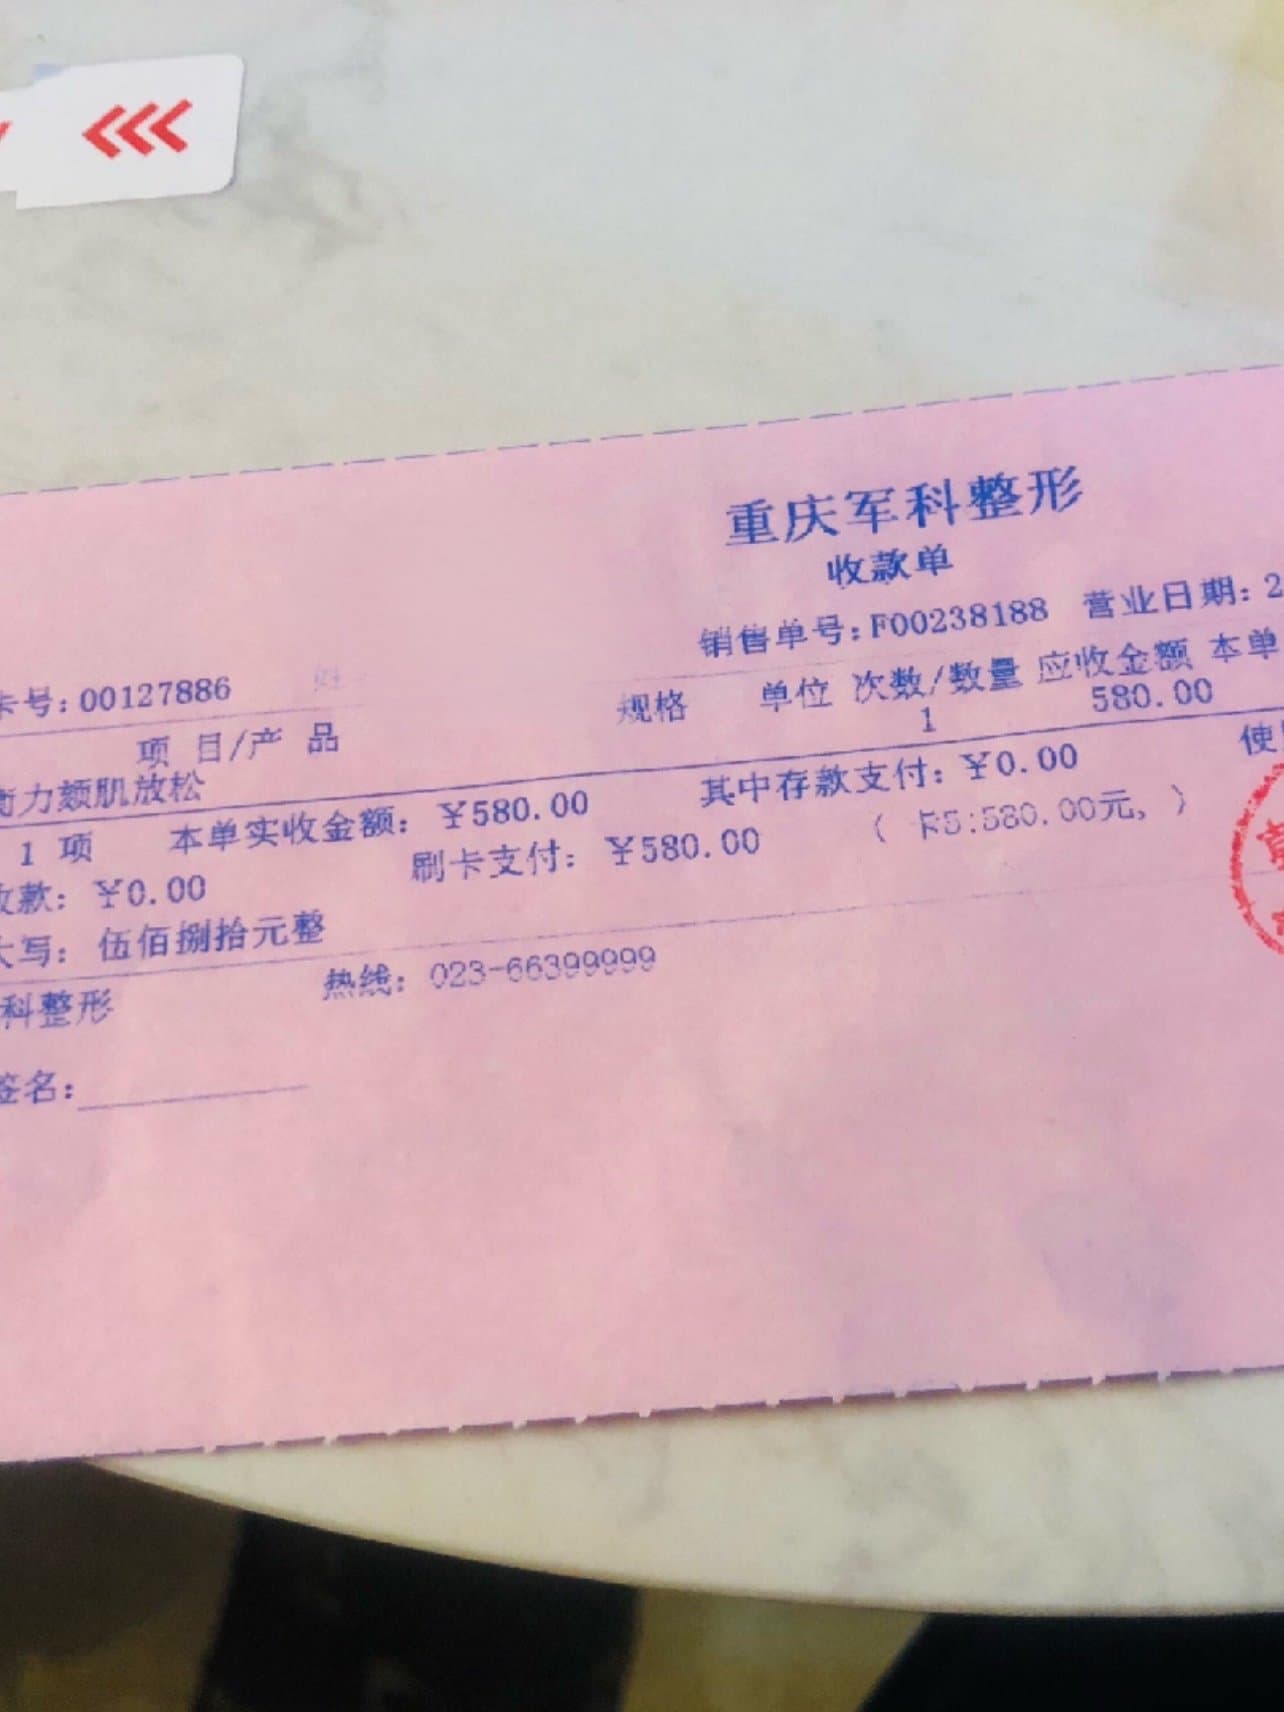 重庆军科整形
收款单
卡号:00127886 销售单号:F00238188 营业日期:2
项 目/产 品 规格 单位 次数/数量 应收金额 本单
衡力颏肌放松 1 580.00
1 项 本单实收金额: ¥580.00 其中存款支付: ¥0.00 使
收款: ¥0.00 刷卡支付: ¥580.00 ( 卡5:580.00元, )
大写: 伍佰捌拾元整
科整形 热线: 023-66399999
签名: